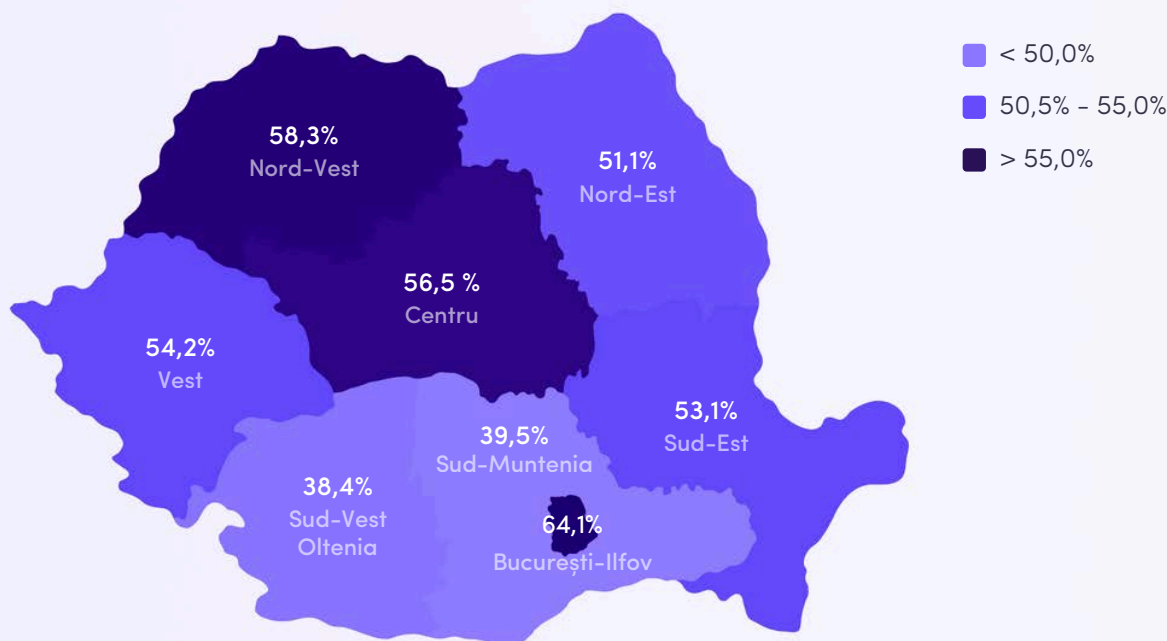 58,3%
Nord-Vest
51,1%
Nord-Est
56,5 %
Centru
54,2%
Vest
53,1%
Sud-Est
39,5%
Sud-Muntenia
38,4%
Sud-Vest
Oltenia
64,1%
București-Ilfov
< 50,0%
50,5% - 55,0%
> 55,0%